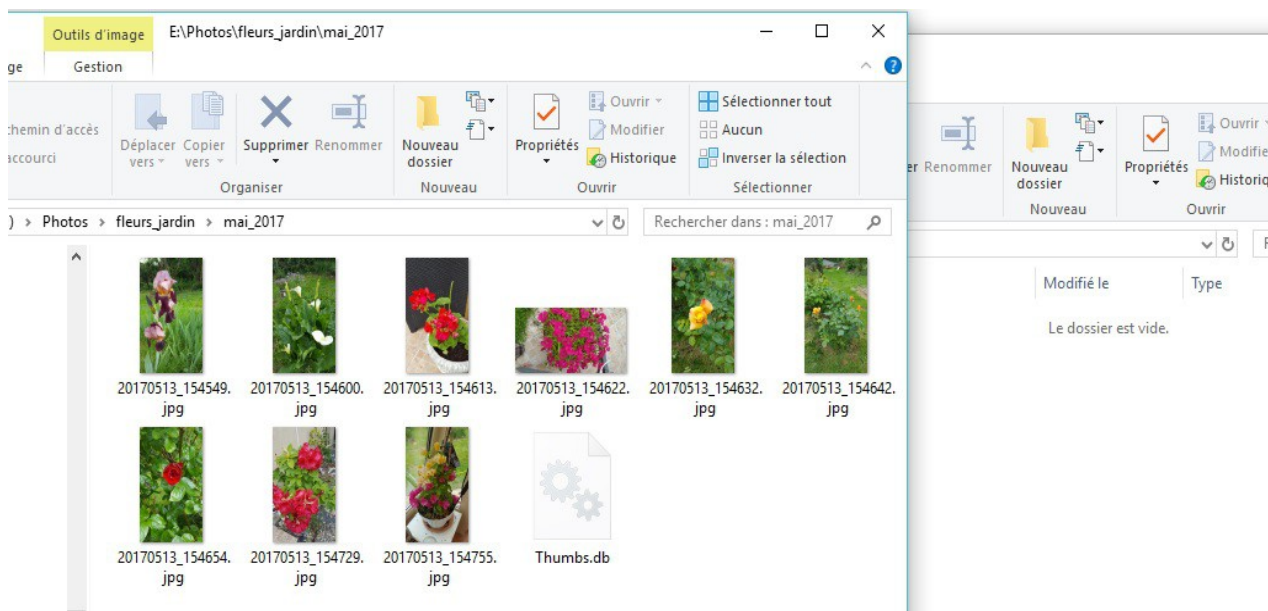 Outils d'image E:\Photos\fleurs_jardin\mai_2017
ge Gestion
chemin d'accès
accourci
Déplacer vers
Copier vers
Supprimer
Renommer
Organiser
Nouveau dossier
Nouveau
Propriétés
Ouvrir
Modifier
Historique
Ouvrir
Sélectionner tout
Aucun
Inverser la sélection
Sélectionner
) > Photos > fleurs_jardin > mai_2017
Rechercher dans : mai_2017
20170513_154549.jpg
20170513_154600.jpg
20170513_154613.jpg
20170513_154622.jpg
20170513_154632.jpg
20170513_154642.jpg
20170513_154654.jpg
20170513_154729.jpg
20170513_154755.jpg
Thumbs.db
er Renommer
Nouveau dossier
Nouveau
Propriétés
Ouvrir
Modifie
Historiq
Ouvrir
Modifié le Type
Le dossier est vide.